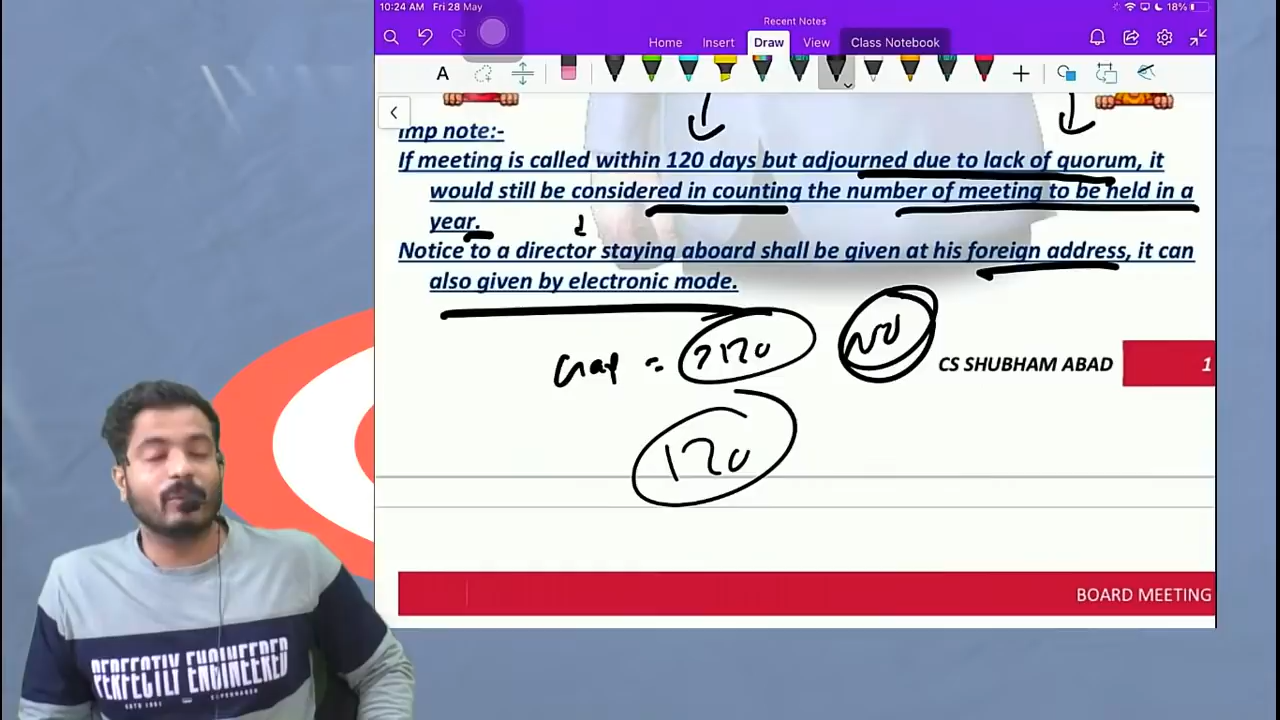 10:24 AM Fri 28 May
18%
Recent Notes
Home Insert Draw View Class Notebook
A
Imp note:-
If meeting is called within 120 days but adjourned due to lack of quorum, it
would still be considered in counting the number of meeting to be held in a
year.
Notice to a director staying aboard shall be given at his foreign address, it can
also given by electronic mode.
Gap = >120 NO
CS SHUBHAM ABAD 1
120
BOARD MEETING
PERFECTLY ENGINEERED